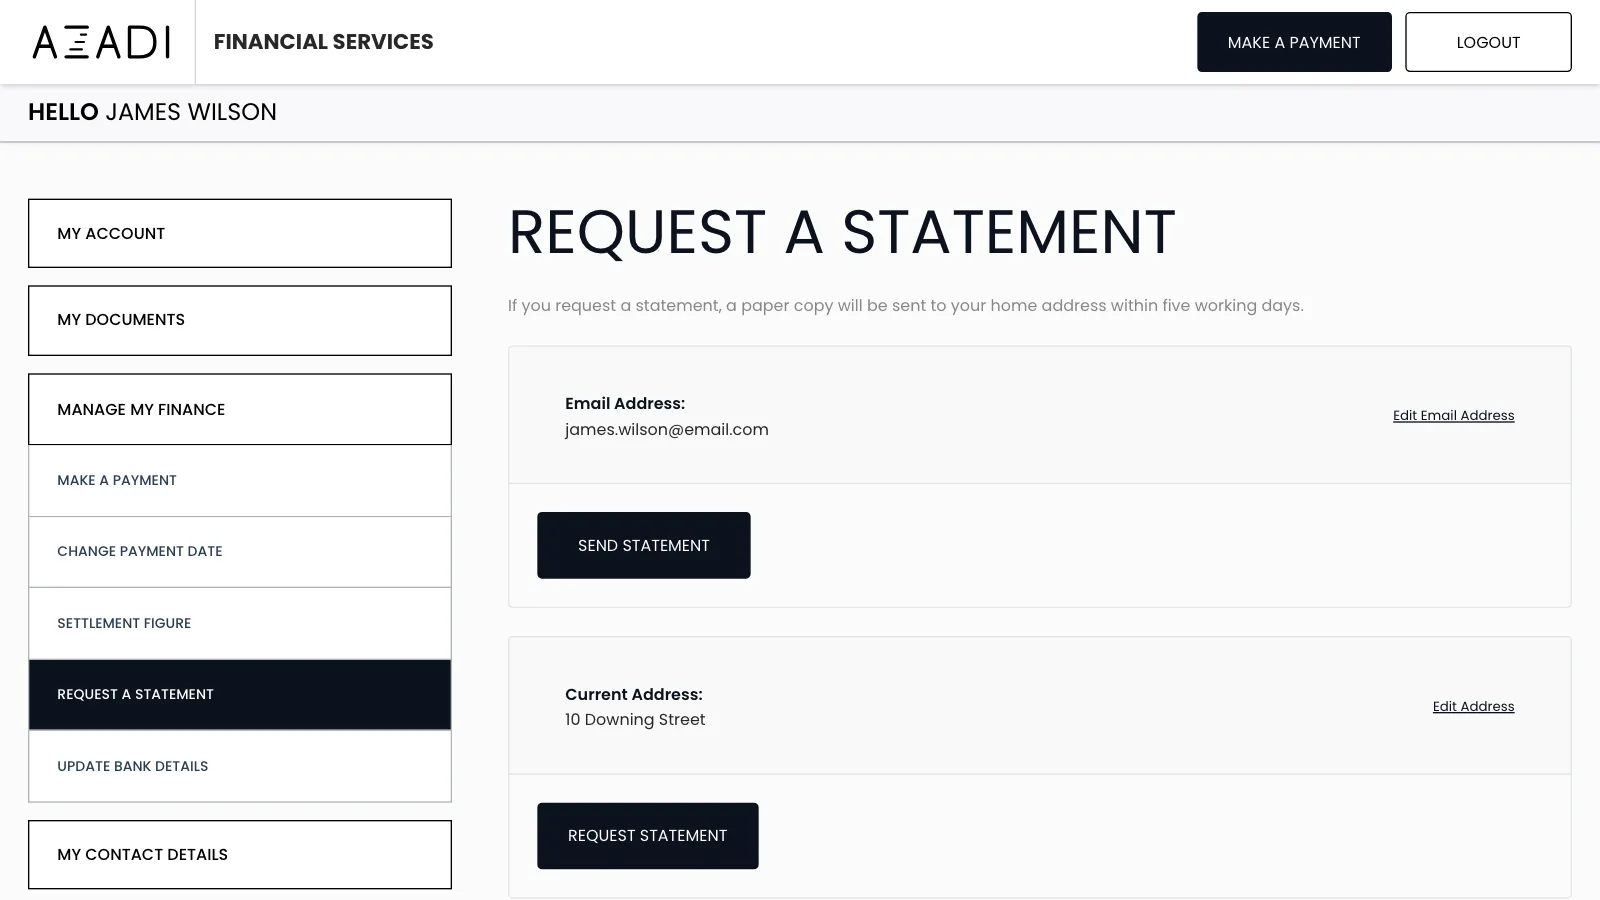 AZADI
FINANCIAL SERVICES
MAKE A PAYMENT
LOGOUT
HELLO JAMES WILSON
MY ACCOUNT
MY DOCUMENTS
MANAGE MY FINANCE
MAKE A PAYMENT
CHANGE PAYMENT DATE
SETTLEMENT FIGURE
REQUEST A STATEMENT
UPDATE BANK DETAILS
MY CONTACT DETAILS
REQUEST A STATEMENT
If you request a statement, a paper copy will be sent to your home address within five working days.
Email Address:
james.wilson@email.com
Edit Email Address
SEND STATEMENT
Current Address:
10 Downing Street
Edit Address
REQUEST STATEMENT